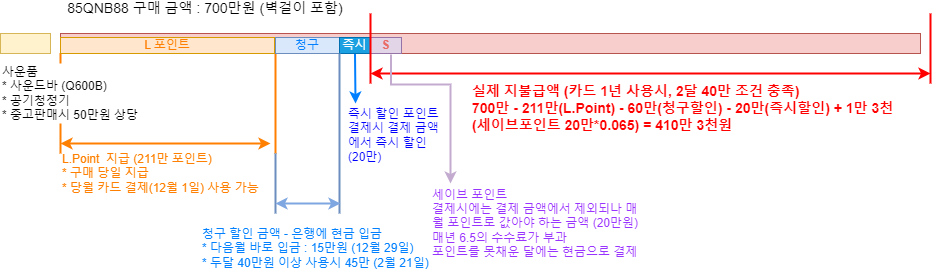 85QNB88 구매 금액 : 700만원 (벽걸이 포함)
L 포인트
청구
즉시
S
사운품
* 사운드바 (Q600B)
* 공기청정기
* 중고판매시 50만원 상당
즉시 할인 포인트
결제시 결제 금액
에서 즉시 할인
(20만)
실제 지불급액 (카드 1년 사용시, 2달 40만 조건 충족)
700만 - 211만(L.Point) - 60만(청구할인) - 20만(즉시할인) + 1만 3천
(세이브포인트 20만*0.065) = 410만 3천원
L.Point 지급 (211만 포인트)
* 구매 당일 지급
* 당월 카드 결제(12월 1일) 사용 가능
세이브 포인트
결제시에는 결제 금액에서 제외되나 매
월 포인트로 값아야 하는 금액 (20만원)
매년 6.5의 수수료가 부과
포인트를 못채운 달에는 현금으로 결제
청구 할인 금액 - 은행에 현금 입금
* 다음월 바로 입금 : 15만원 (12월 29일)
* 두달 40만원 이상 사용시 45만 (2월 21일)